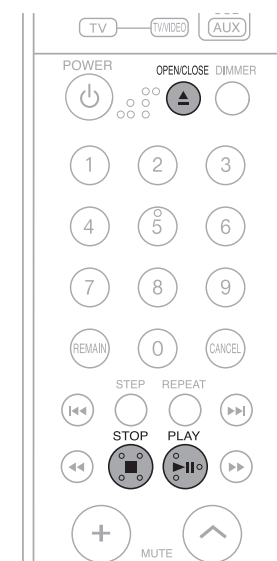 TV TV/VIDEO AUX
POWER OPEN/CLOSE DIMMER
1 2 3
4 5 6
7 8 9
REMAIN 0 CANCEL
STEP REPEAT
STOP PLAY
MUTE